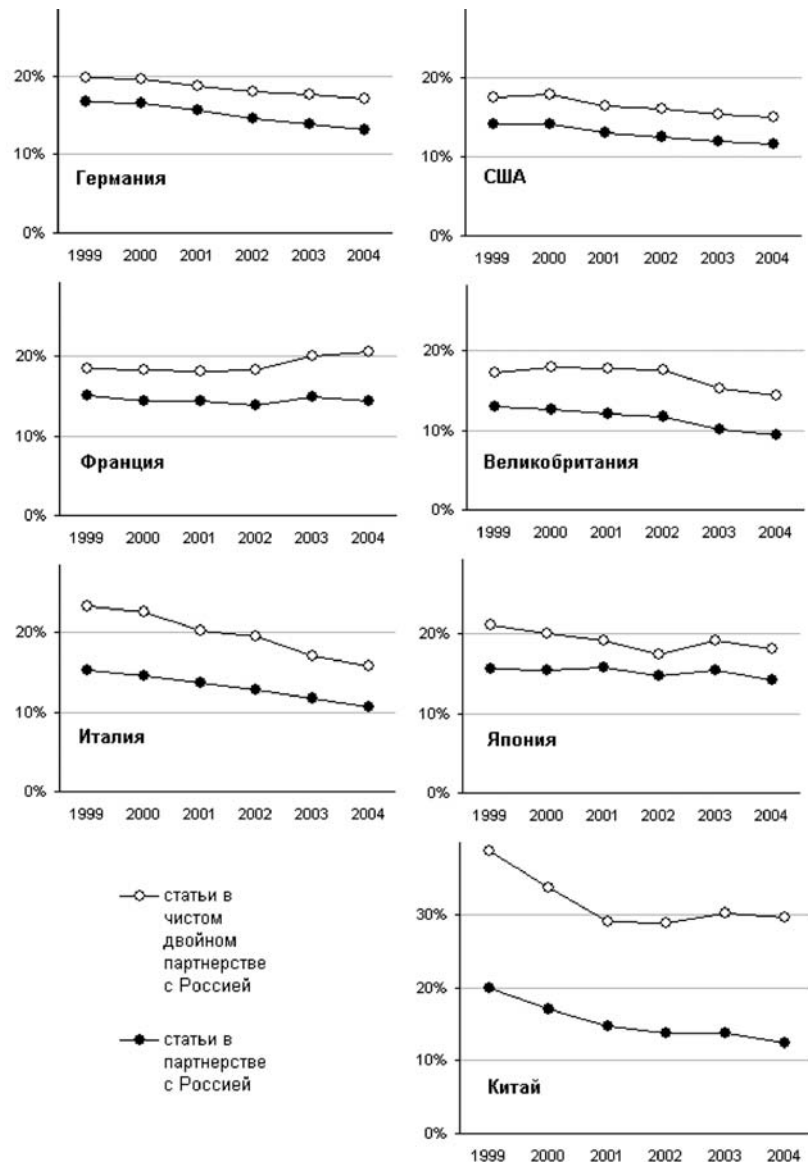 20%
10%
Германия
0%
1999 2000 2001 2002 2003 2004
20%
10%
США
0%
1999 2000 2001 2002 2003 2004
20%
10%
Франция
0%
1999 2000 2001 2002 2003 2004
20%
10%
Великобритания
0%
1999 2000 2001 2002 2003 2004
20%
10%
Италия
0%
1999 2000 2001 2002 2003 2004
20%
10%
Япония
0%
1999 2000 2001 2002 2003 2004
статьи в
чистом
двойном
партнерстве
с Россией
статьи в
партнерстве
с Россией
30%
20%
10%
Китай
0%
1999 2000 2001 2002 2003 2004